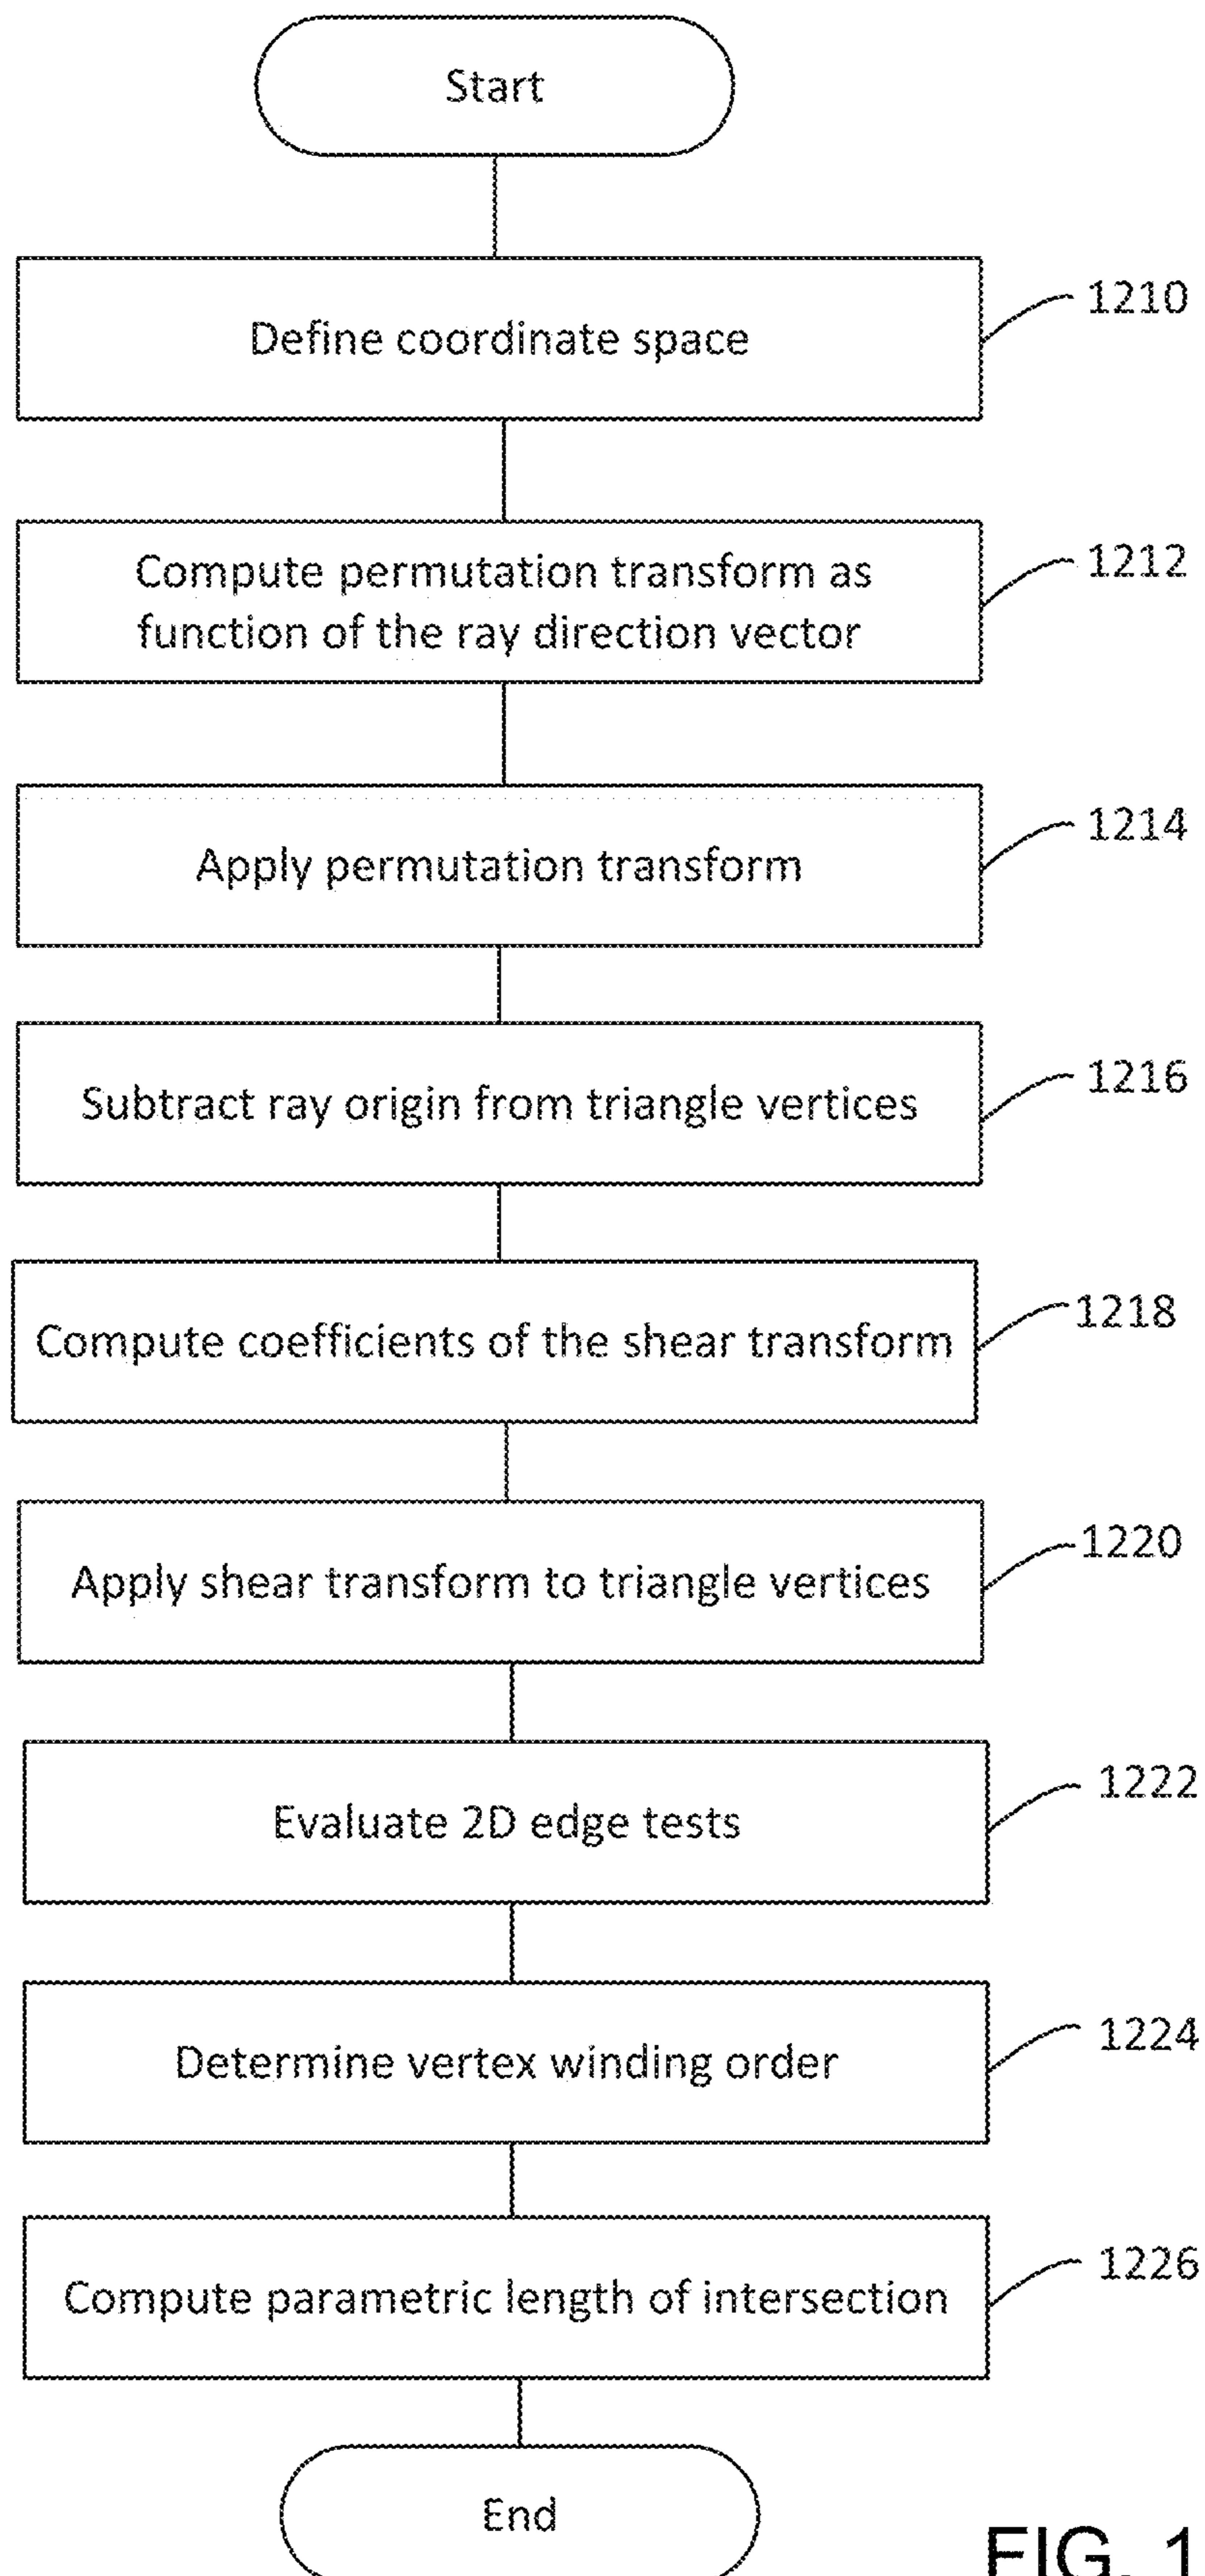 Start
Define coordinate space
1210
Compute permutation transform as
function of the ray direction vector
1212
Apply permutation transform
1214
Subtract ray origin from triangle vertices
1216
Compute coefficients of the shear transform
1218
Apply shear transform to triangle vertices
1220
Evaluate 2D edge tests
1222
Determine vertex winding order
1224
Compute parametric length of intersection
1226
End
FIG. 1